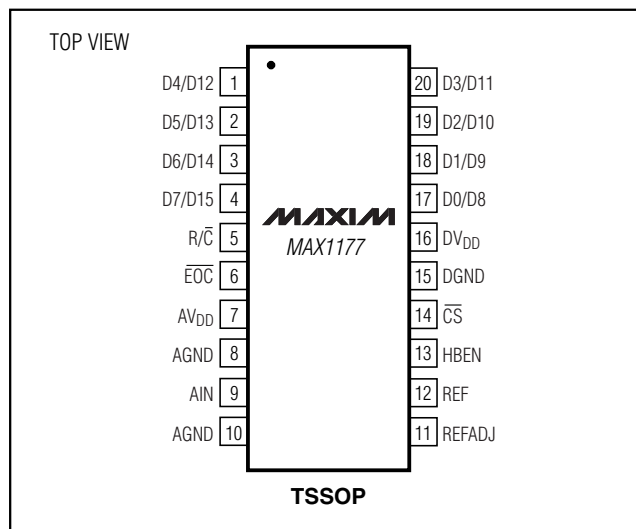 TOP VIEW
D4/D12 1
D5/D13 2
D6/D14 3
D7/D15 4
R/C̅ 5
E̅O̅C̅ 6
AVDD 7
AGND 8
AIN 9
AGND 10
MAXIM
MAX1177
20 D3/D11
19 D2/D10
18 D1/D9
17 D0/D8
16 DVDD
15 DGND
14 C̅S̅
13 HBEN
12 REF
11 REFADJ
TSSOP